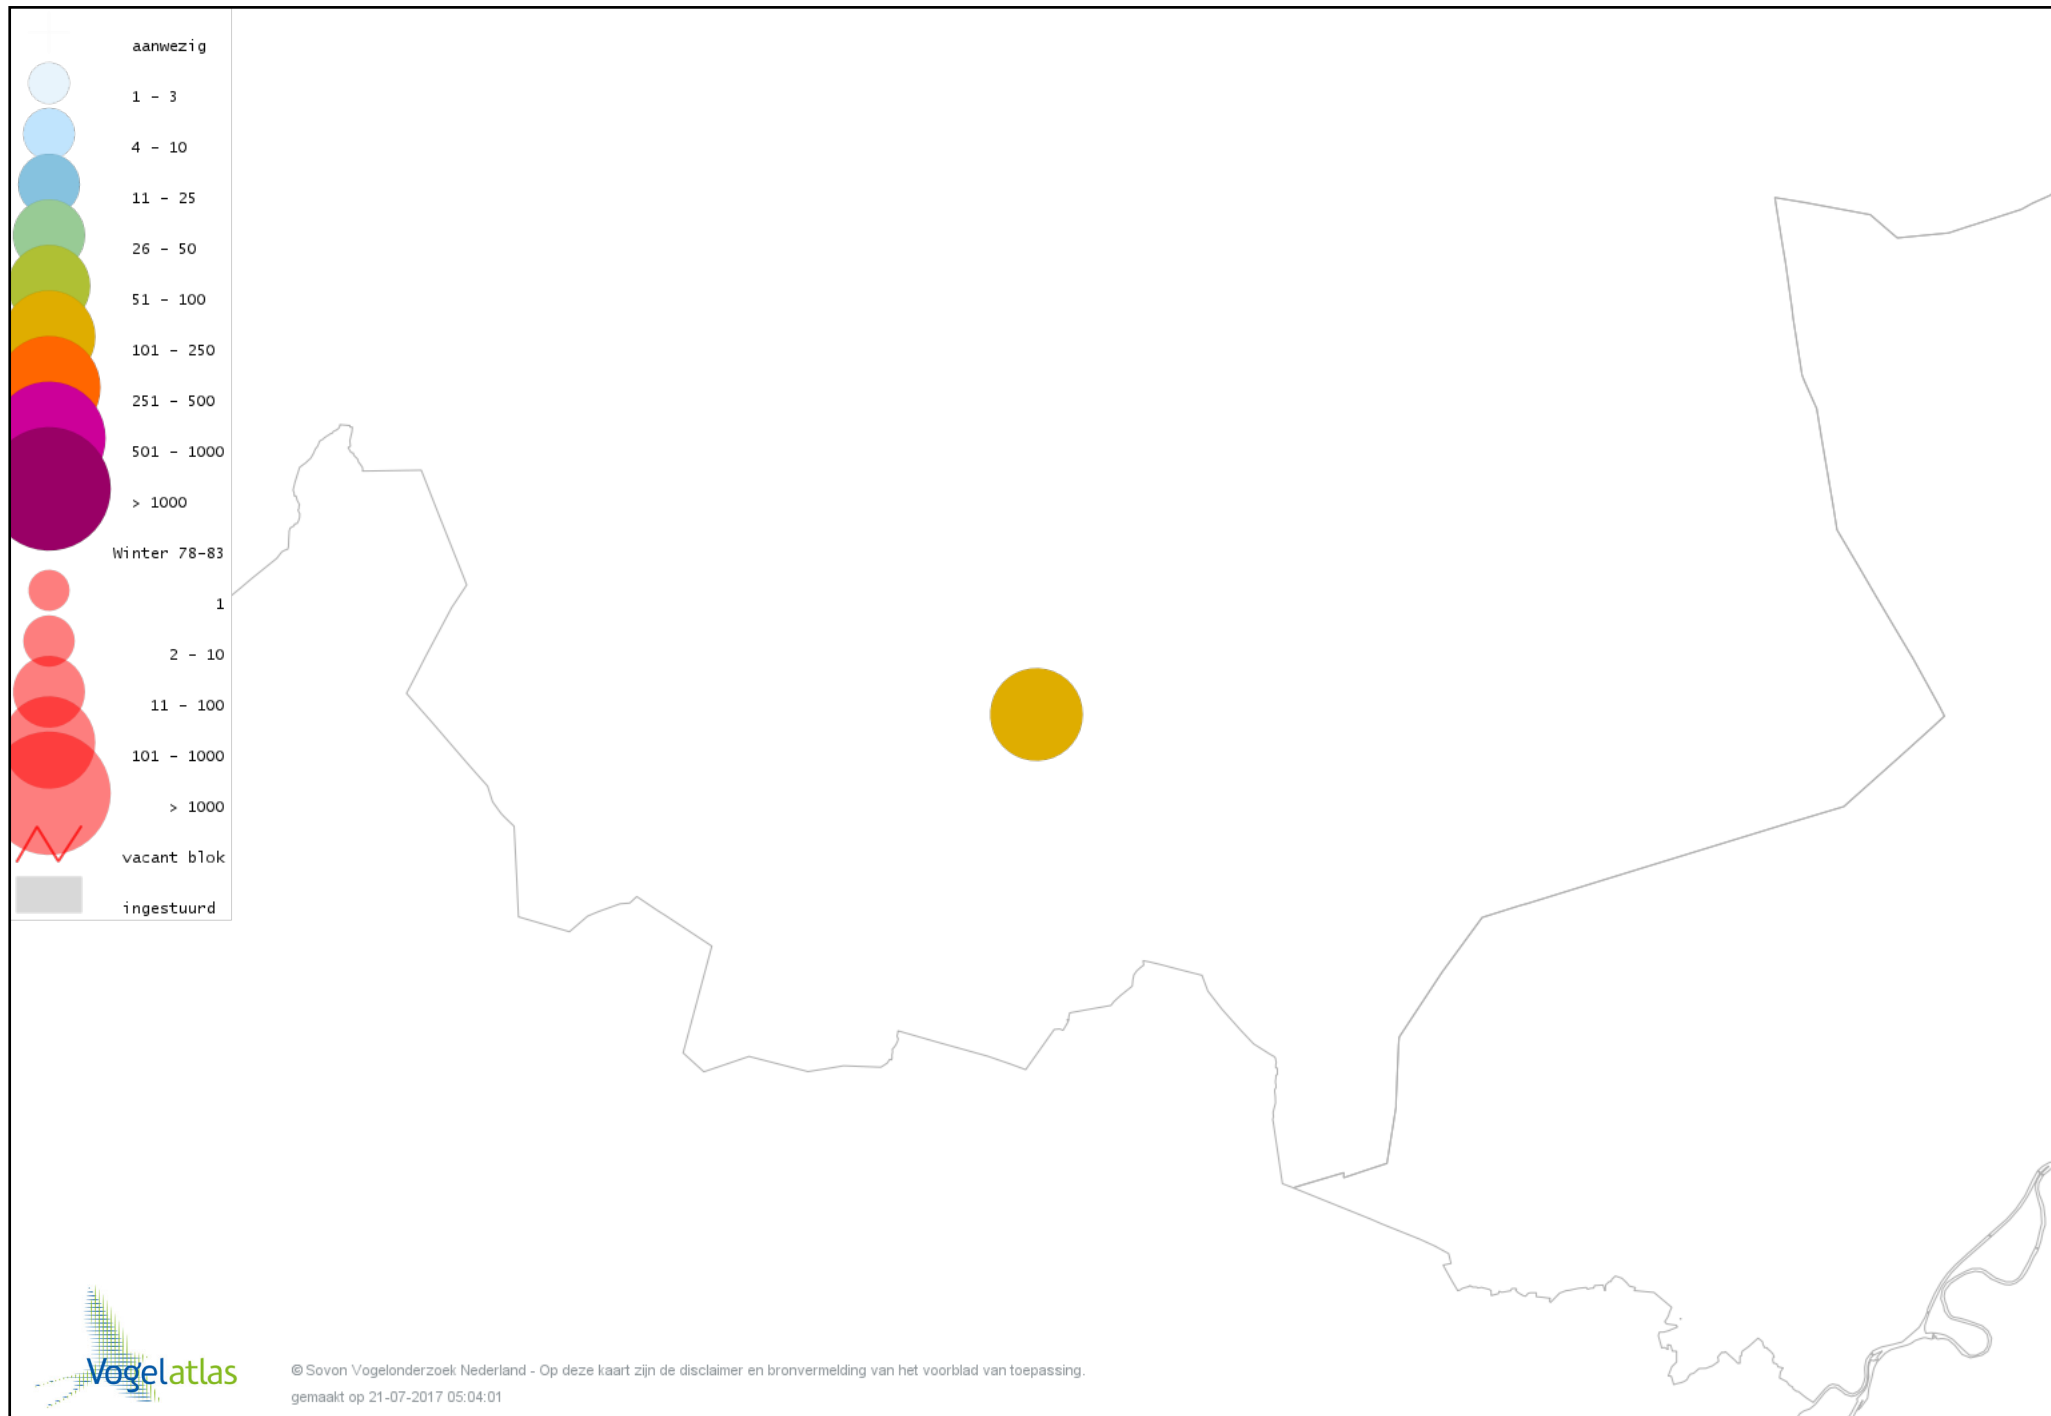 aanwezig
1 - 3
4 - 10
11 - 25
26 - 50
51 - 100
101 - 250
251 - 500
501 - 1000
> 1000
Winter 78-83
1
2 - 10
11 - 100
101 - 1000
> 1000
vacant blok
ingestuurd
Vogelatlas
© Sovon Vogelonderzoek Nederland - Op deze kaart zijn de disclaimer en bronvermelding van het voorblad van toepassing.
gemaakt op 21-07-2017 05:04:01